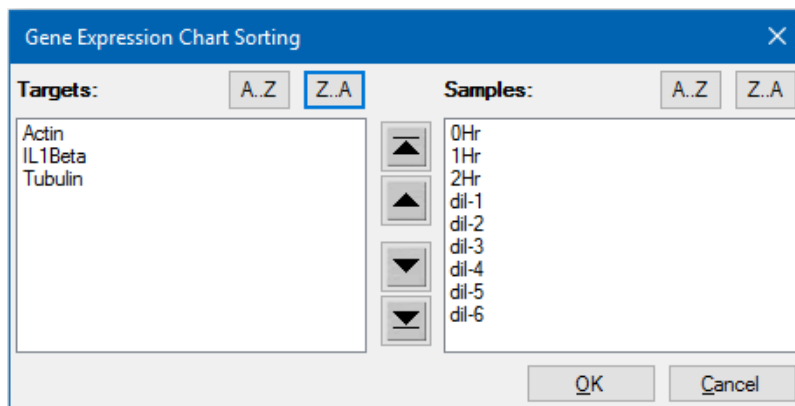 Gene Expression Chart Sorting
Targets:
A..Z
Z..A
Actin
IL1Beta
Tubulin
Samples:
A..Z
Z..A
0Hr
1Hr
2Hr
dil-1
dil-2
dil-3
dil-4
dil-5
dil-6
OK
Cancel